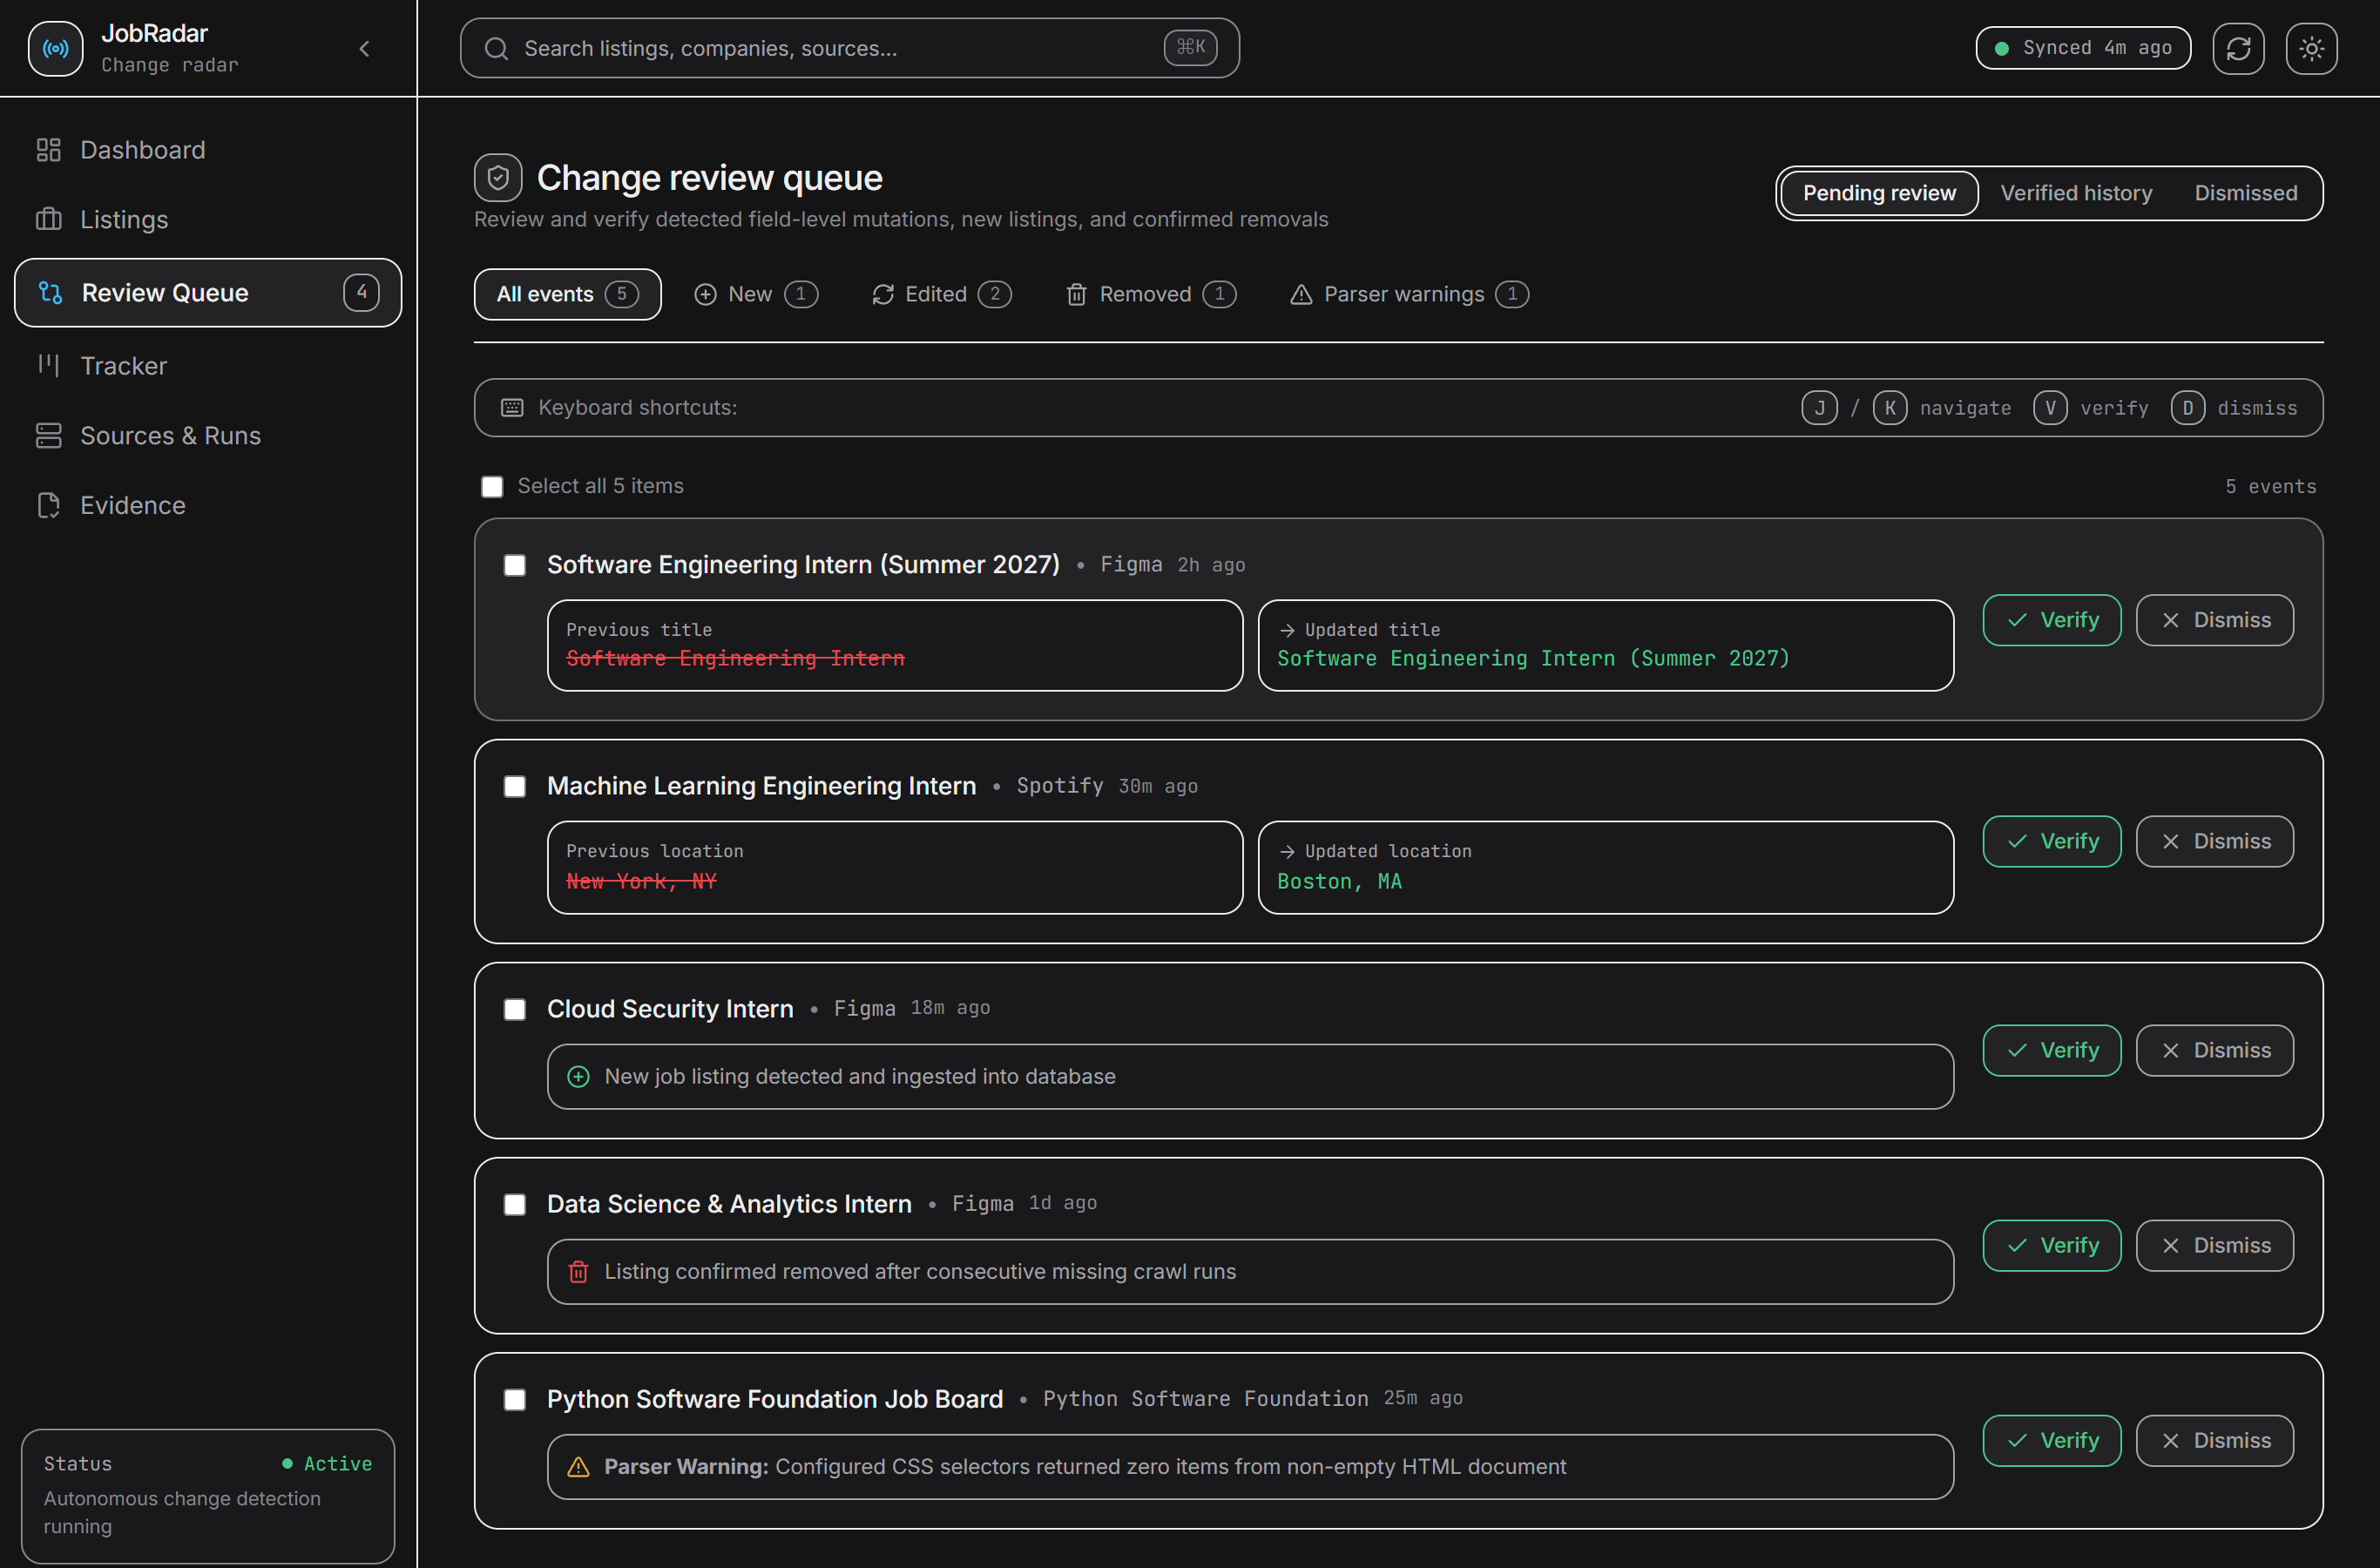 JobRadar
Change radar
Search listings, companies, sources...
⌘K
Synced 4m ago
Dashboard
Listings
Review Queue 4
Tracker
Sources & Runs
Evidence
Status Active
Autonomous change detection
running
Change review queue
Review and verify detected field-level mutations, new listings, and confirmed removals
Pending review Verified history Dismissed
All events 5 New 1 Edited 2 Removed 1 Parser warnings 1
Keyboard shortcuts: J / K navigate V verify D dismiss
Select all 5 items 5 events
Software Engineering Intern (Summer 2027) • Figma 2h ago
Previous title
Software Engineering Intern
→ Updated title
Software Engineering Intern (Summer 2027)
Verify Dismiss
Machine Learning Engineering Intern • Spotify 30m ago
Previous location
New York, NY
→ Updated location
Boston, MA
Verify Dismiss
Cloud Security Intern • Figma 18m ago
New job listing detected and ingested into database
Verify Dismiss
Data Science & Analytics Intern • Figma 1d ago
Listing confirmed removed after consecutive missing crawl runs
Verify Dismiss
Python Software Foundation Job Board • Python Software Foundation 25m ago
Parser Warning: Configured CSS selectors returned zero items from non-empty HTML document
Verify Dismiss